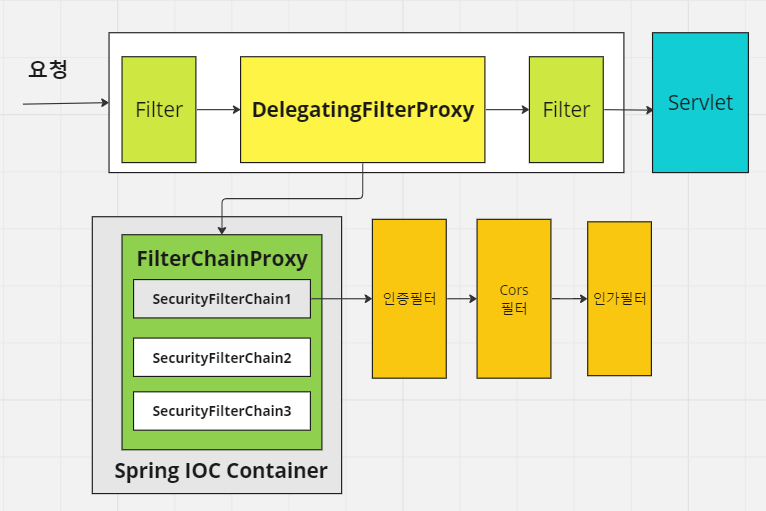 요청
Filter
DelegatingFilterProxy
Filter
Servlet
FilterChainProxy
SecurityFilterChain1
SecurityFilterChain2
SecurityFilterChain3
Spring IOC Container
인증필터
Cors
필터
인가필터